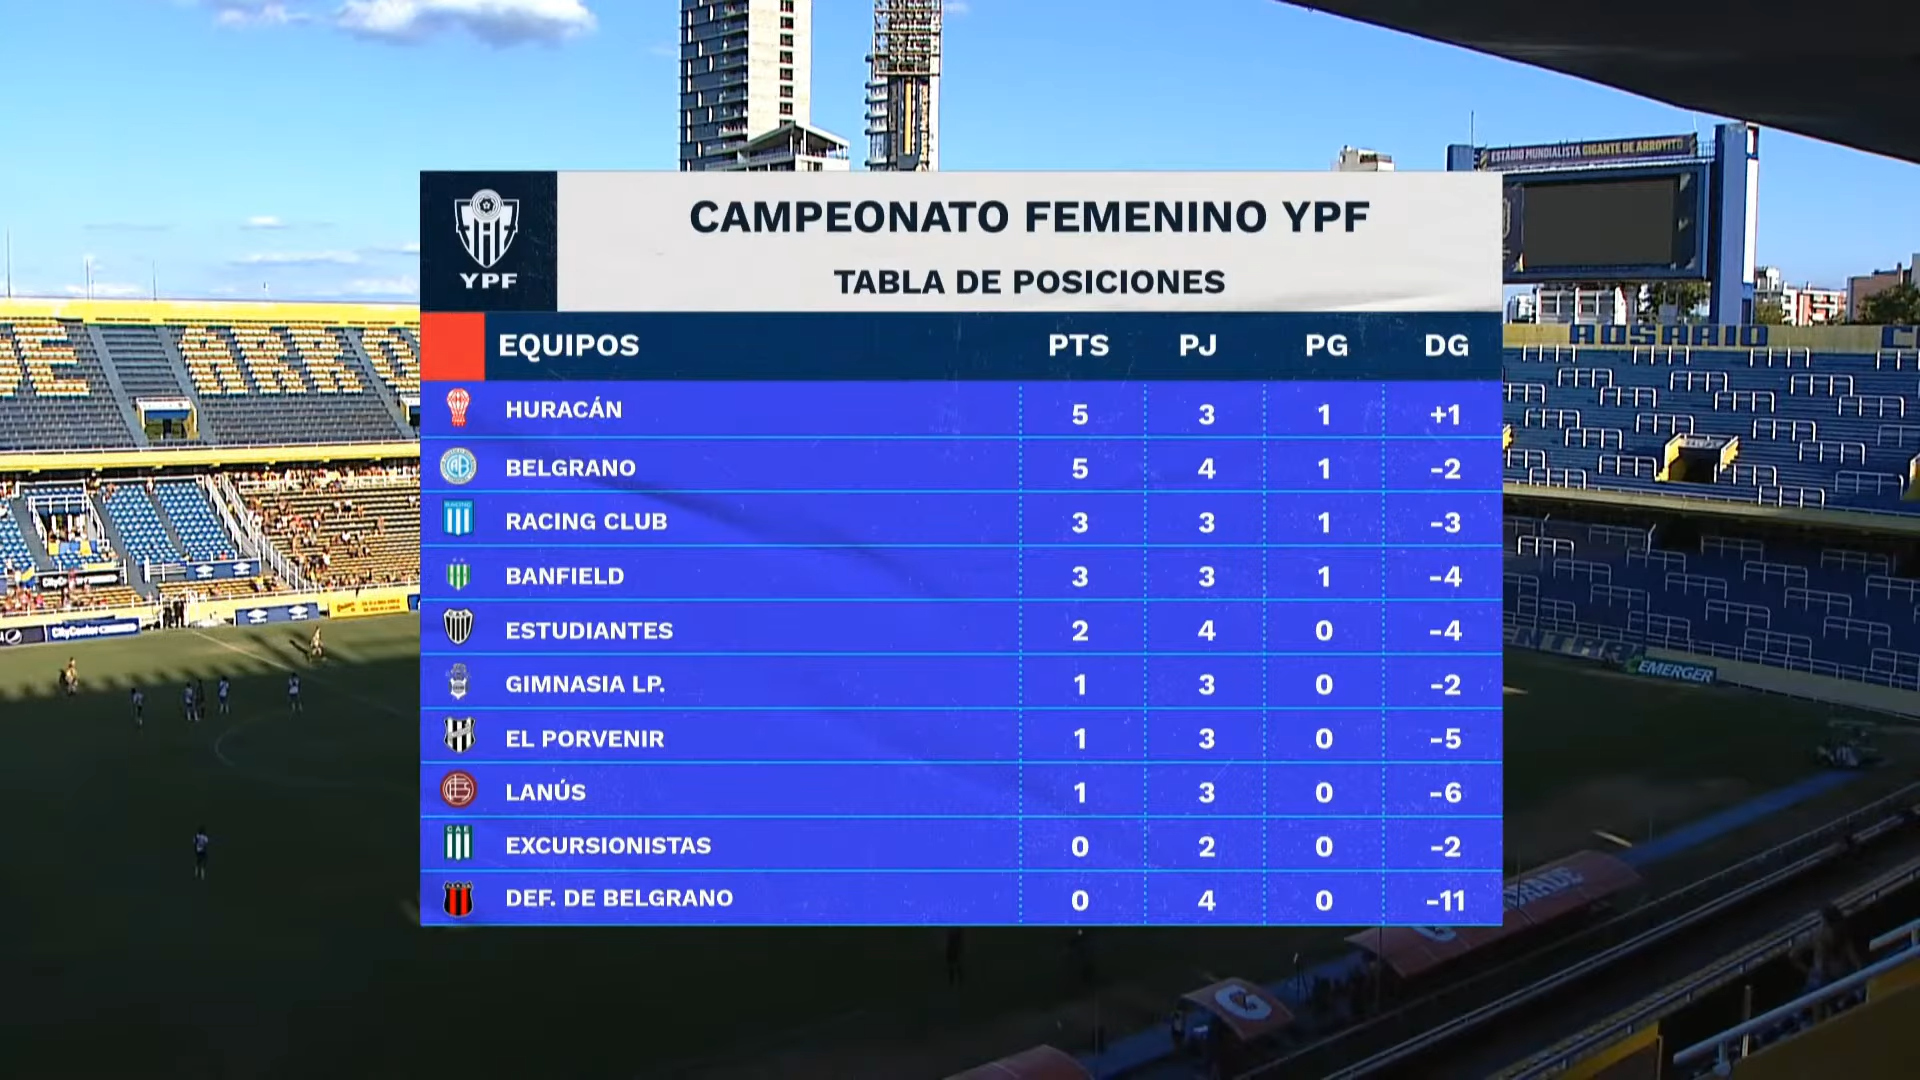 ESTADIO MUNDIALISTA GIGANTE DE ARROYITO
YPF
CAMPEONATO FEMENINO YPF
TABLA DE POSICIONES
EQUIPOS PTS PJ PG DG
HURACÁN 5 3 1 +1
BELGRANO 5 4 1 -2
RACING CLUB 3 3 1 -3
BANFIELD 3 3 1 -4
ESTUDIANTES 2 4 0 -4
GIMNASIA LP. 1 3 0 -2
EL PORVENIR 1 3 0 -5
LANÚS 1 3 0 -6
EXCURSIONISTAS 0 2 0 -2
DEF. DE BELGRANO 0 4 0 -11
E ARRO
ROSARIO C
CityCenter
EMERGER